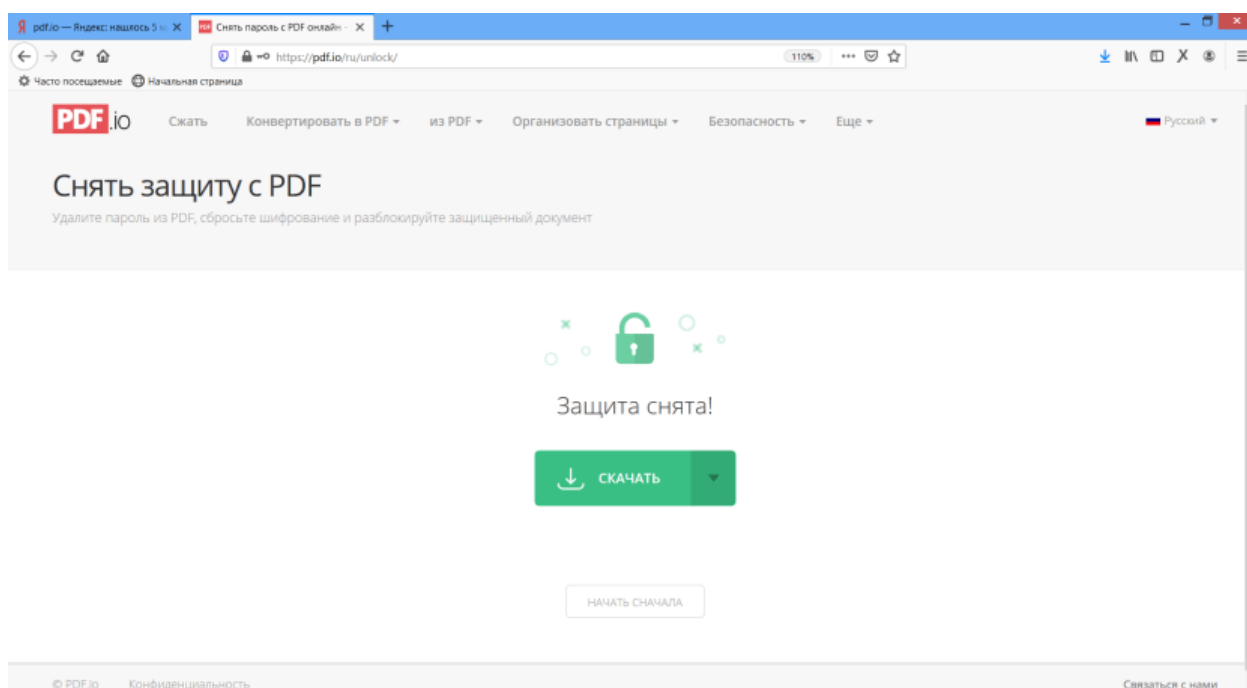 pdf.io — Яндекс: нашлось 5 м
Снять пароль с PDF онлайн -
https://pdf.io/ru/unlock/
110%
Часто посещаемые
Начальная страница
PDF.io
Сжать
Конвертировать в PDF
из PDF
Организовать страницы
Безопасность
Еще
Русский
Снять защиту с PDF
Удалите пароль из PDF, сбросьте шифрование и разблокируйте защищенный документ
Защита снята!
СКАЧАТЬ
НАЧАТЬ СНАЧАЛА
© PDF.io
Конфиденциальность
Связаться с нами